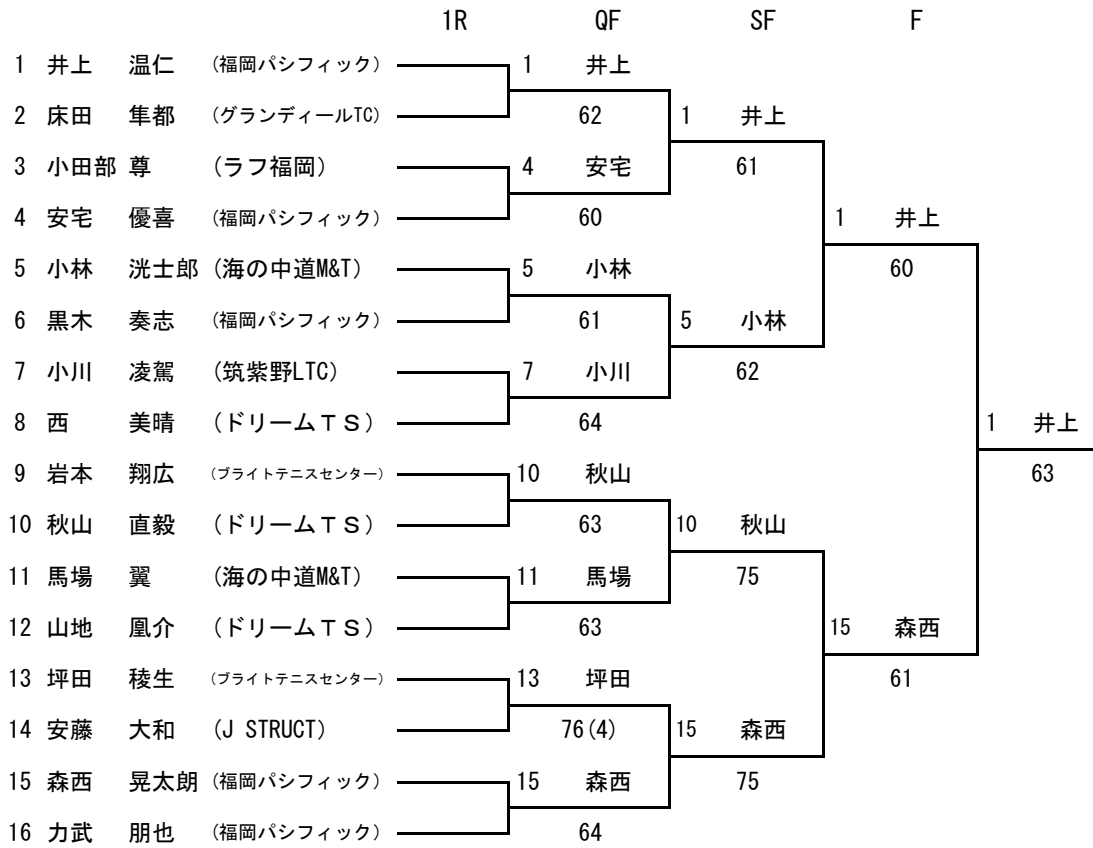 1R QF SF F
1 井上 温仁 (福岡パシフィック) 1 井上
2 床田 隼都 (グランディールTC) 62 1 井上
3 小田部 尊 (ラフ福岡) 4 安宅 61
4 安宅 優喜 (福岡パシフィック) 60 1 井上
5 小林 洸士郎 (海の中道M&T) 5 小林 60
6 黒木 奏志 (福岡パシフィック) 61 5 小林
7 小川 凌駕 (筑紫野LTC) 7 小川 62
8 西 美晴 (ドリームTS) 64 1 井上
9 岩本 翔広 (ブライトテニスセンター) 10 秋山 63
10 秋山 直毅 (ドリームTS) 63 10 秋山
11 馬場 翼 (海の中道M&T) 11 馬場 75
12 山地 凰介 (ドリームTS) 63 15 森西
13 坪田 稜生 (ブライトテニスセンター) 13 坪田 61
14 安藤 大和 (J STRUCT) 76(4) 15 森西
15 森西 晃太朗 (福岡パシフィック) 15 森西 75
16 力武 朋也 (福岡パシフィック) 64